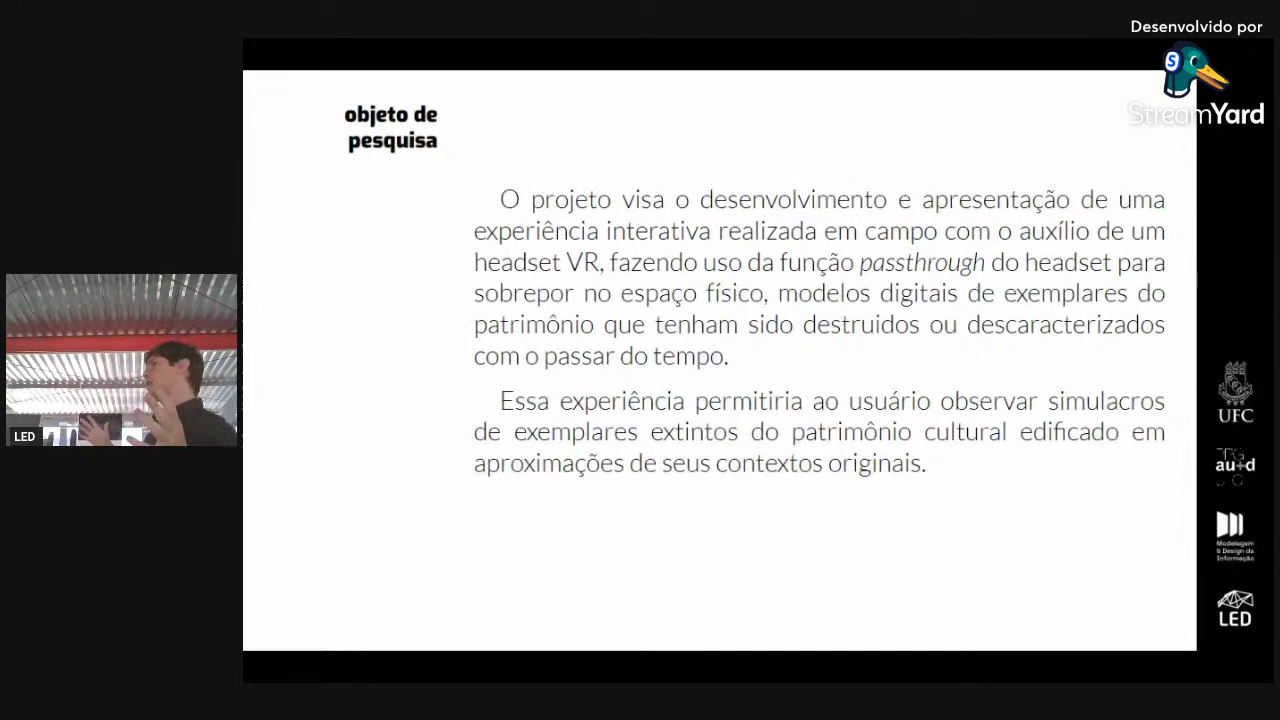 Desenvolvido por
StreamYard
objeto de
pesquisa
O projeto visa o desenvolvimento e apresentação de uma
experiência interativa realizada em campo com o auxílio de um
headset VR, fazendo uso da função passthrough do headset para
sobrepor no espaço físico, modelos digitais de exemplares do
patrimônio que tenham sido destruidos ou descaracterizados
com o passar do tempo.
Essa experiência permitiria ao usuário observar simulacros
de exemplares extintos do patrimônio cultural edificado em
aproximações de seus contextos originais.
LED
UFC
au+d
Modelagem
& Design da
Informação
LED